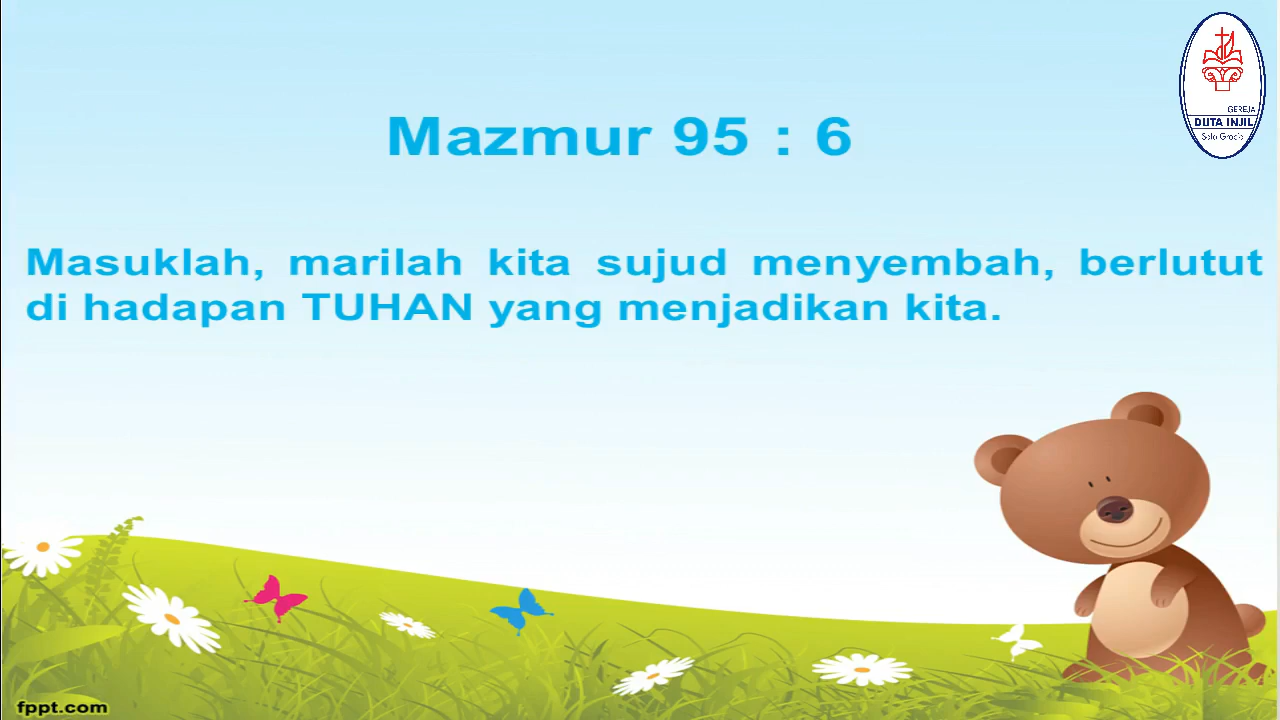 GEREJA
DUTA INJIL
Mazmur 95 : 6
Masuklah, marilah kita sujud menyembah, berlutut
di hadapan TUHAN yang menjadikan kita.
fppt.com